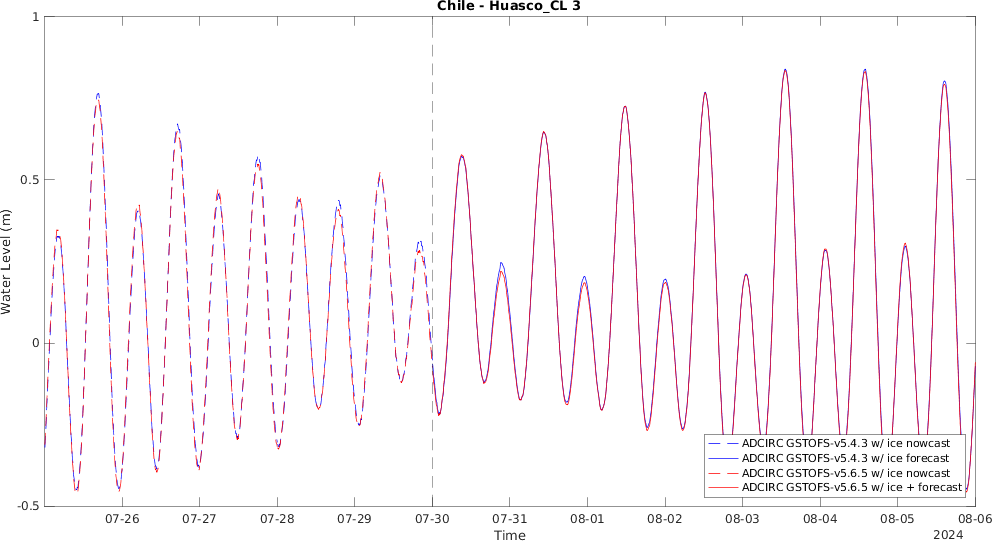 Chile - Huasco_CL 3
Water Level (m)
1
0.5
0
-0.5
ADCIRC GSTOFS-v5.4.3 w/ ice nowcast
ADCIRC GSTOFS-v5.4.3 w/ ice forecast
ADCIRC GSTOFS-v5.6.5 w/ ice nowcast
ADCIRC GSTOFS-v5.6.5 w/ ice + forecast
07-26 07-27 07-28 07-29 07-30 07-31 08-01 08-02 08-03 08-04 08-05 08-06
Time
2024